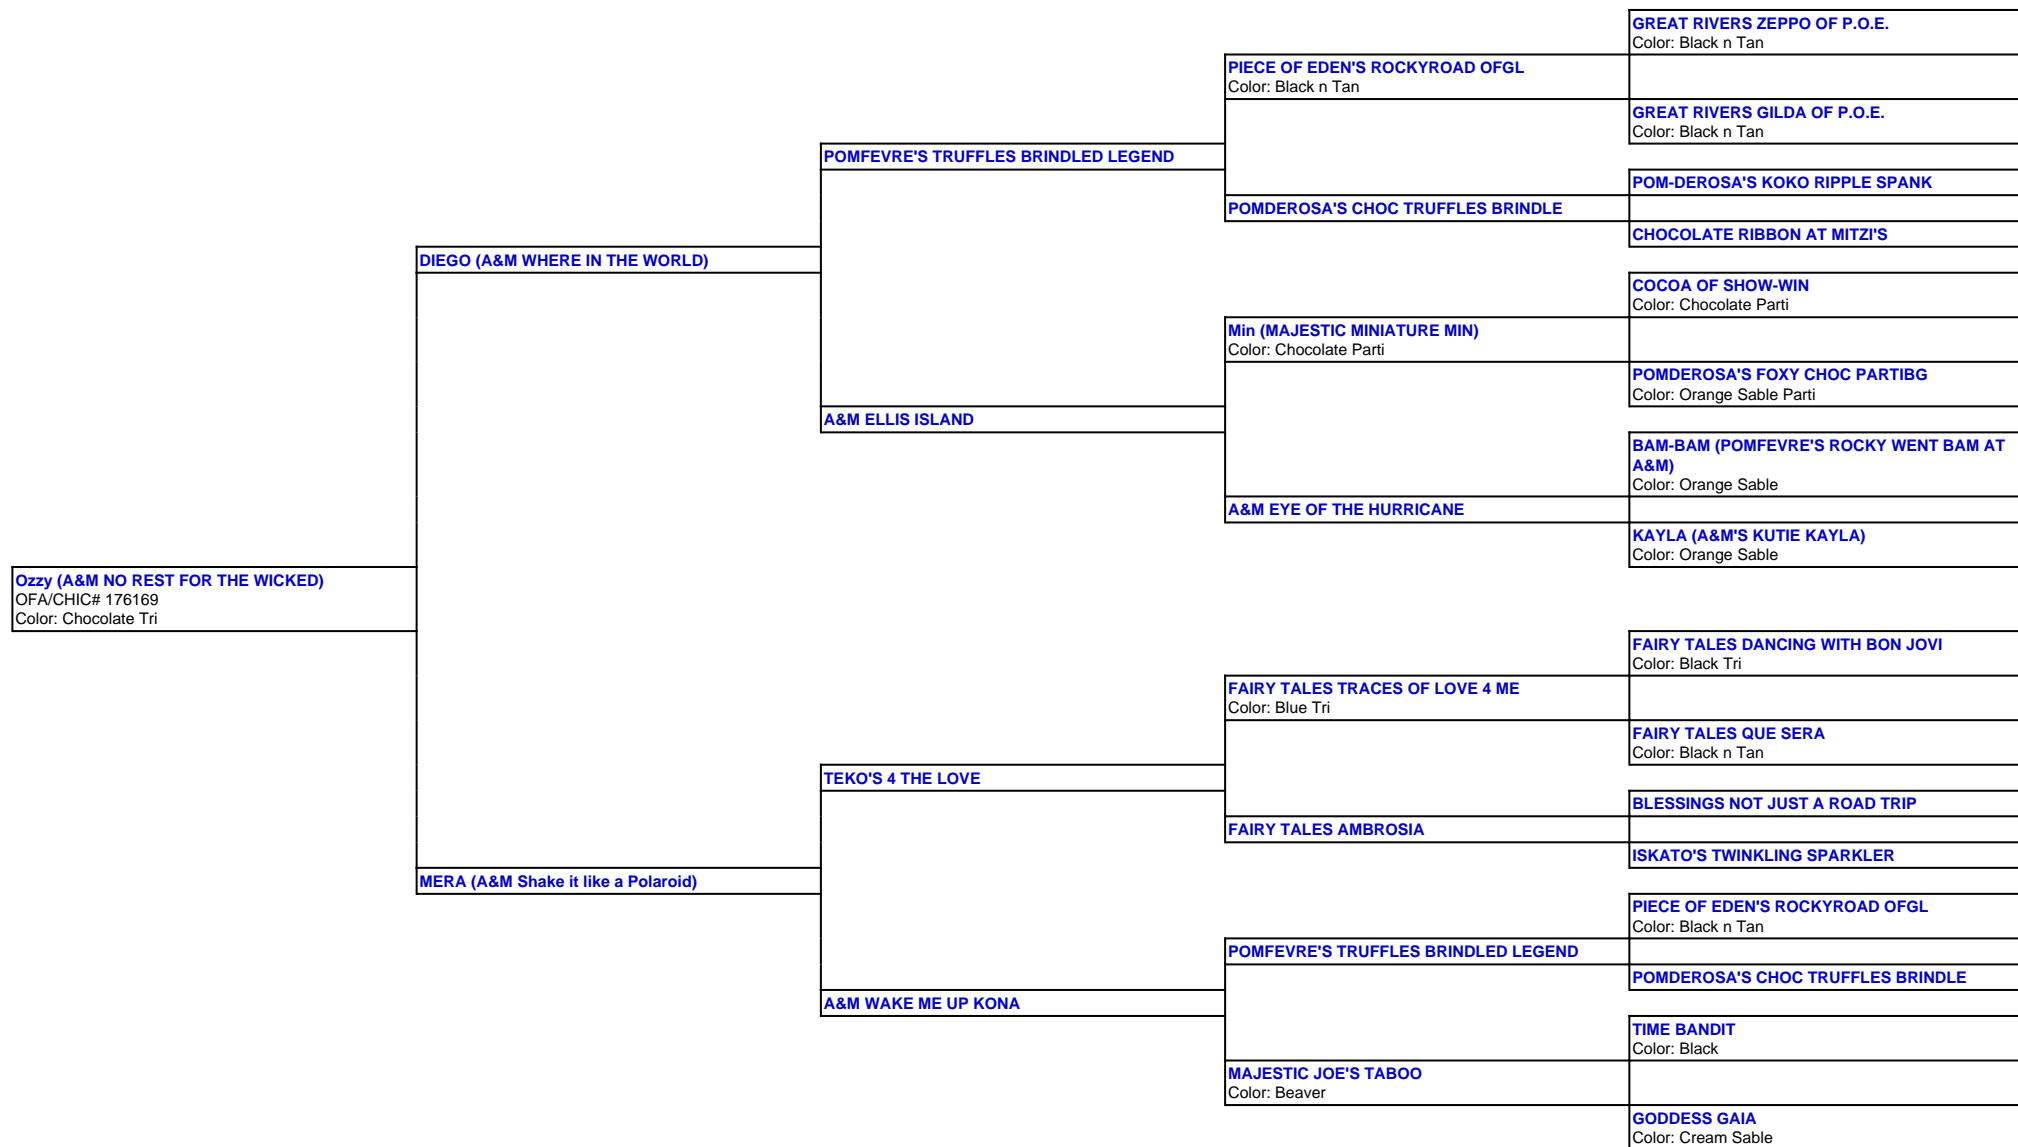 GREAT RIVERS ZEPPO OF P.O.E.
Color: Black n Tan
PIECE OF EDEN'S ROCKYROAD OFGL
Color: Black n Tan
GREAT RIVERS GILDA OF P.O.E.
Color: Black n Tan
POMFEVRE'S TRUFFLES BRINDLED LEGEND
POM-DEROSA'S KOKO RIPPLE SPANK
POMDEROSA'S CHOC TRUFFLES BRINDLE
CHOCOLATE RIBBON AT MITZI'S
DIEGO (A&M WHERE IN THE WORLD)
COCOA OF SHOW-WIN
Color: Chocolate Parti
Min (MAJESTIC MINIATURE MIN)
Color: Chocolate Parti
POMDEROSA'S FOXY CHOC PARTIBG
Color: Orange Sable Parti
A&M ELLIS ISLAND
BAM-BAM (POMFEVRE'S ROCKY WENT BAM AT
A&M)
Color: Orange Sable
A&M EYE OF THE HURRICANE
KAYLA (A&M'S KUTIE KAYLA)
Color: Orange Sable
Ozzy (A&M NO REST FOR THE WICKED)
OFA/CHIC# 176169
Color: Chocolate Tri
FAIRY TALES DANCING WITH BON JOVI
Color: Black Tri
FAIRY TALES TRACES OF LOVE 4 ME
Color: Blue Tri
FAIRY TALES QUE SERA
Color: Black n Tan
TEKO'S 4 THE LOVE
BLESSINGS NOT JUST A ROAD TRIP
FAIRY TALES AMBROSIA
ISKATO'S TWINKLING SPARKLER
MERA (A&M Shake it like a Polaroid)
PIECE OF EDEN'S ROCKYROAD OFGL
Color: Black n Tan
POMFEVRE'S TRUFFLES BRINDLED LEGEND
POMDEROSA'S CHOC TRUFFLES BRINDLE
A&M WAKE ME UP KONA
TIME BANDIT
Color: Black
MAJESTIC JOE'S TABOO
Color: Beaver
GODDESS GAIA
Color: Cream Sable